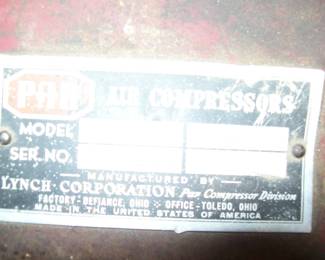 PAR AIR COMPRESSORS
MODEL
SER. NO.
MANUFACTURED BY
LYNCH CORPORATION Par Compressor Division
FACTORY-DEFIANCE, OHIO OFFICE-TOLEDO, OHIO
MADE IN THE UNITED STATES OF AMERICA